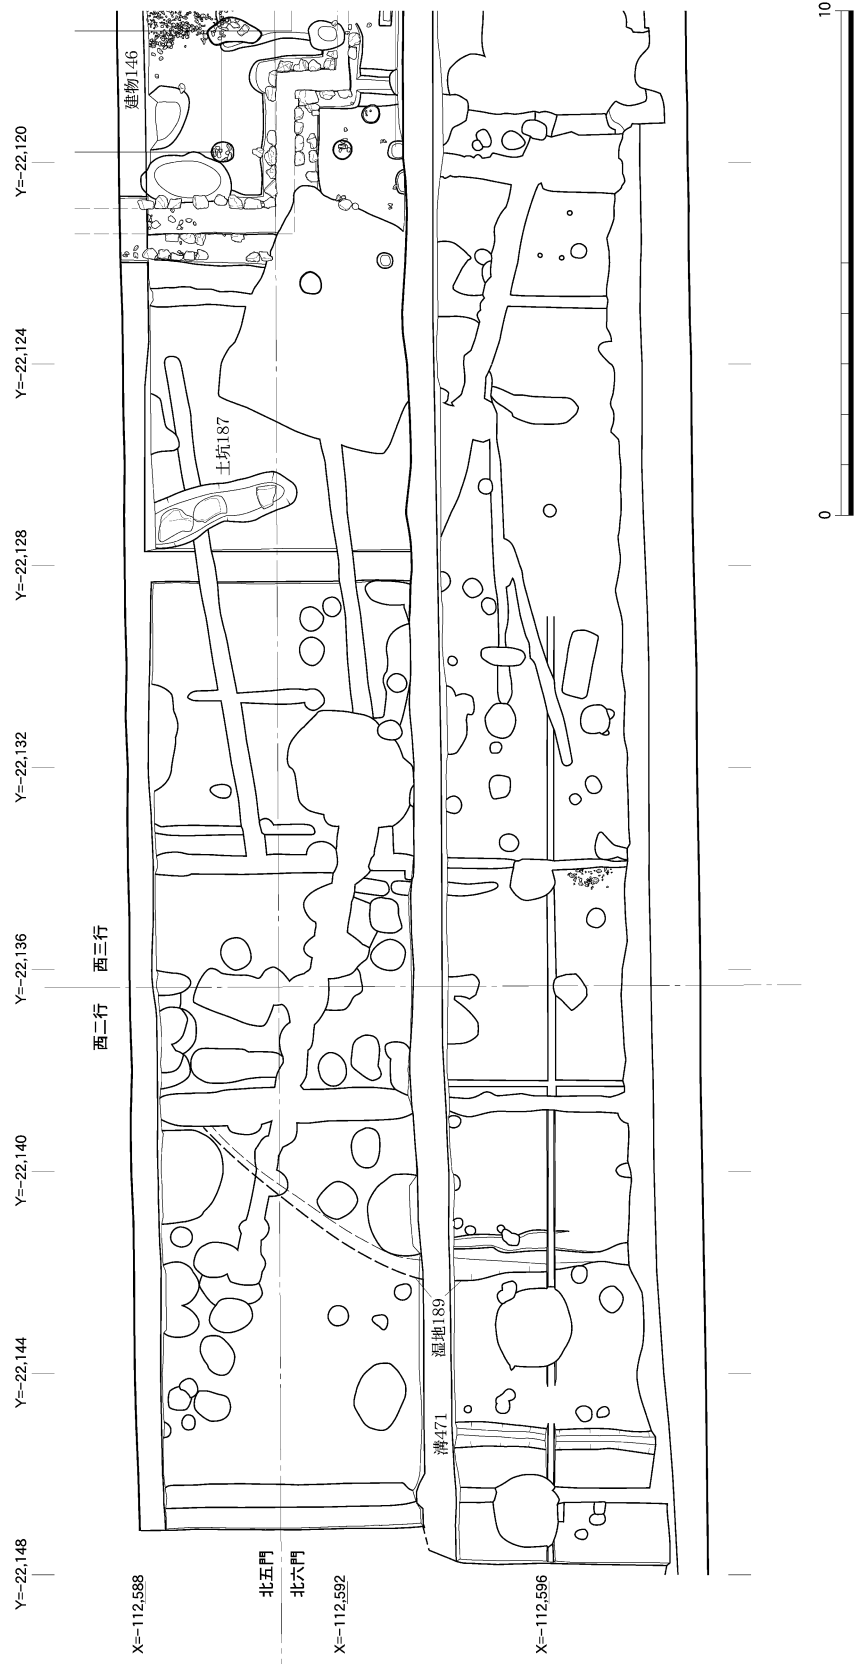 建物146
10
0
Y=-22,120
Y=-22,124
土坑187
Y=-22,128
Y=-22,132
Y=-22,136
西三行
西二行
Y=-22,140
湿地189
Y=-22,144
溝471
Y=-22,148
北五門
北六門
X=-112,588
X=-112,592
X=-112,596